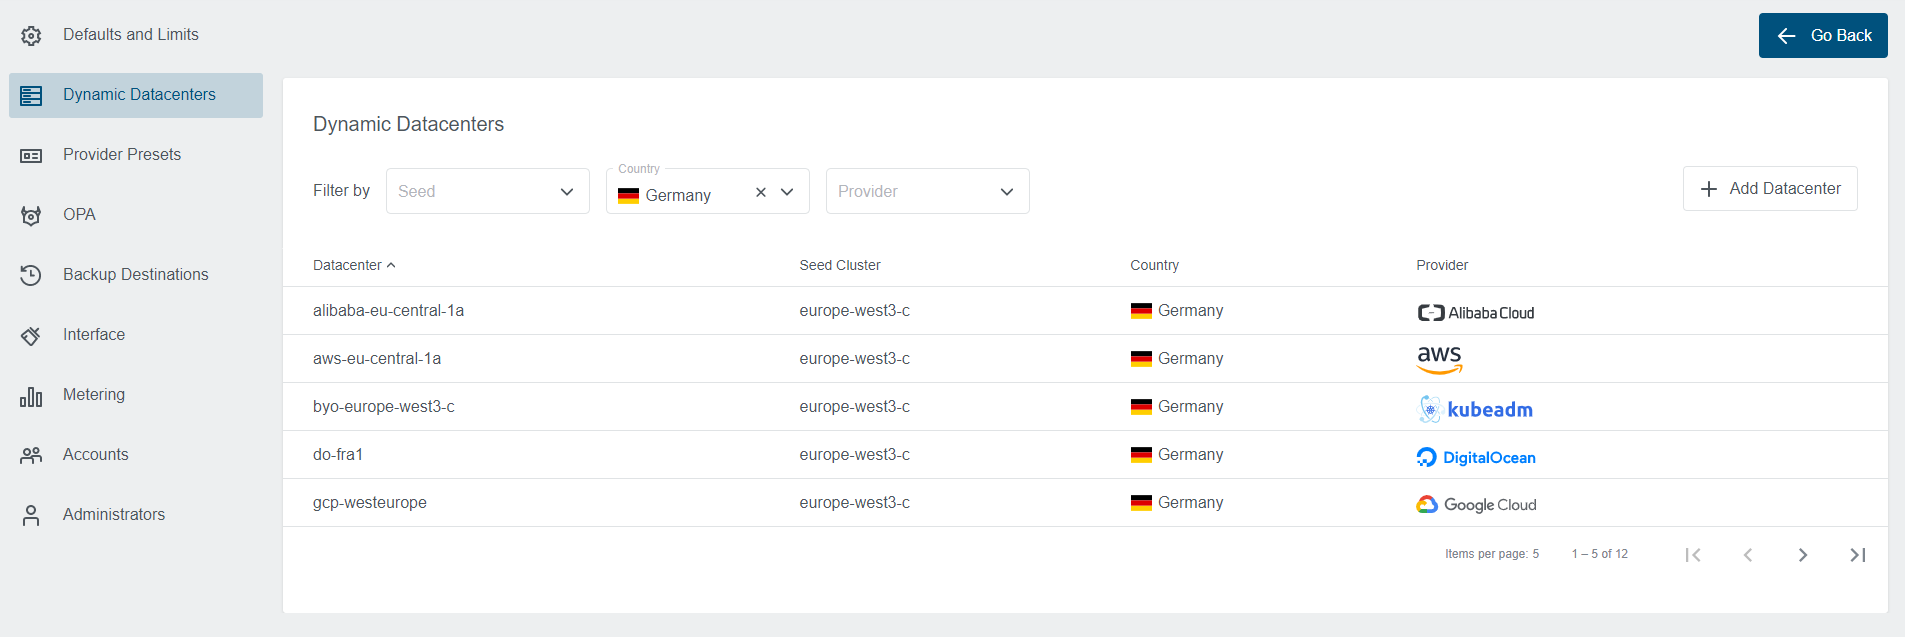 Defaults and Limits
Go Back
Dynamic Datacenters
Provider Presets
OPA
Backup Destinations
Interface
Metering
Accounts
Administrators
Dynamic Datacenters
Filter by
Seed
Country
Germany
Provider
Add Datacenter
Datacenter Seed Cluster Country Provider
alibaba-eu-central-1a europe-west3-c Germany Alibaba Cloud
aws-eu-central-1a europe-west3-c Germany aws
byo-europe-west3-c europe-west3-c Germany kubeadm
do-fra1 europe-west3-c Germany DigitalOcean
gcp-westeurope europe-west3-c Germany Google Cloud
Items per page: 5 1 – 5 of 12